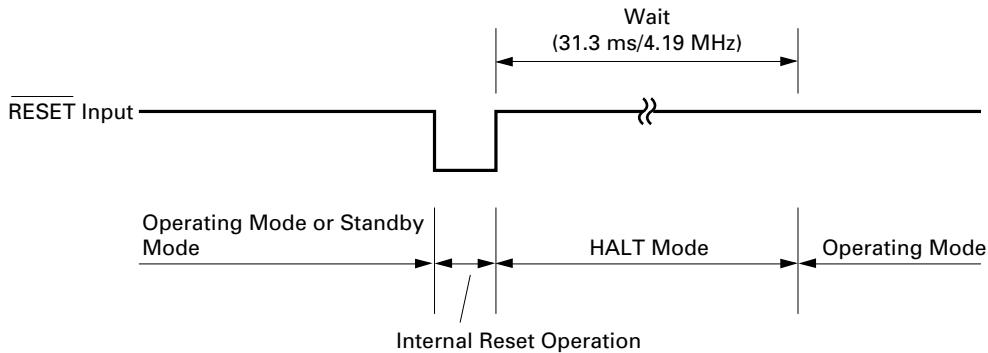 Wait
(31.3 ms/4.19 MHz)
RESET Input
Operating Mode or Standby
Mode
HALT Mode
Operating Mode
Internal Reset Operation